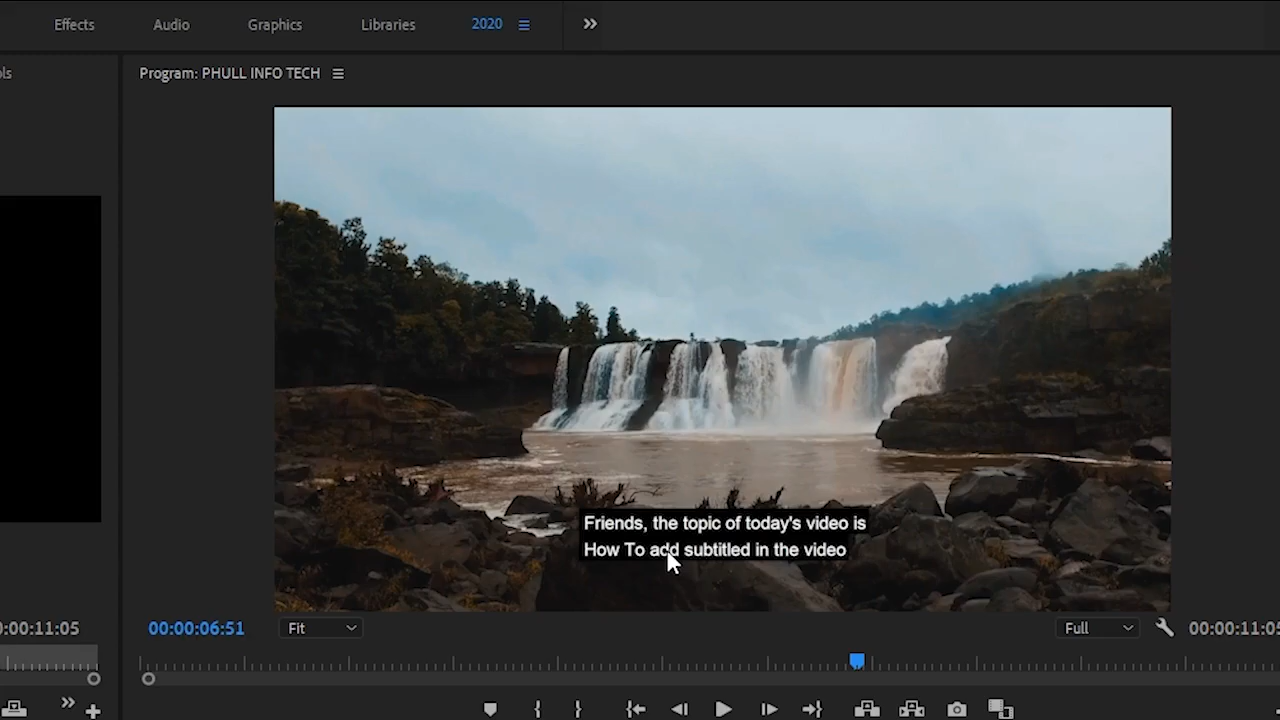 Effects Audio Graphics Libraries 2020
Program: PHULL INFO TECH
Friends, the topic of today's video is
How To add subtitled in the video
:00:11:05 00:00:06:51 Fit Full 00:00:11:05